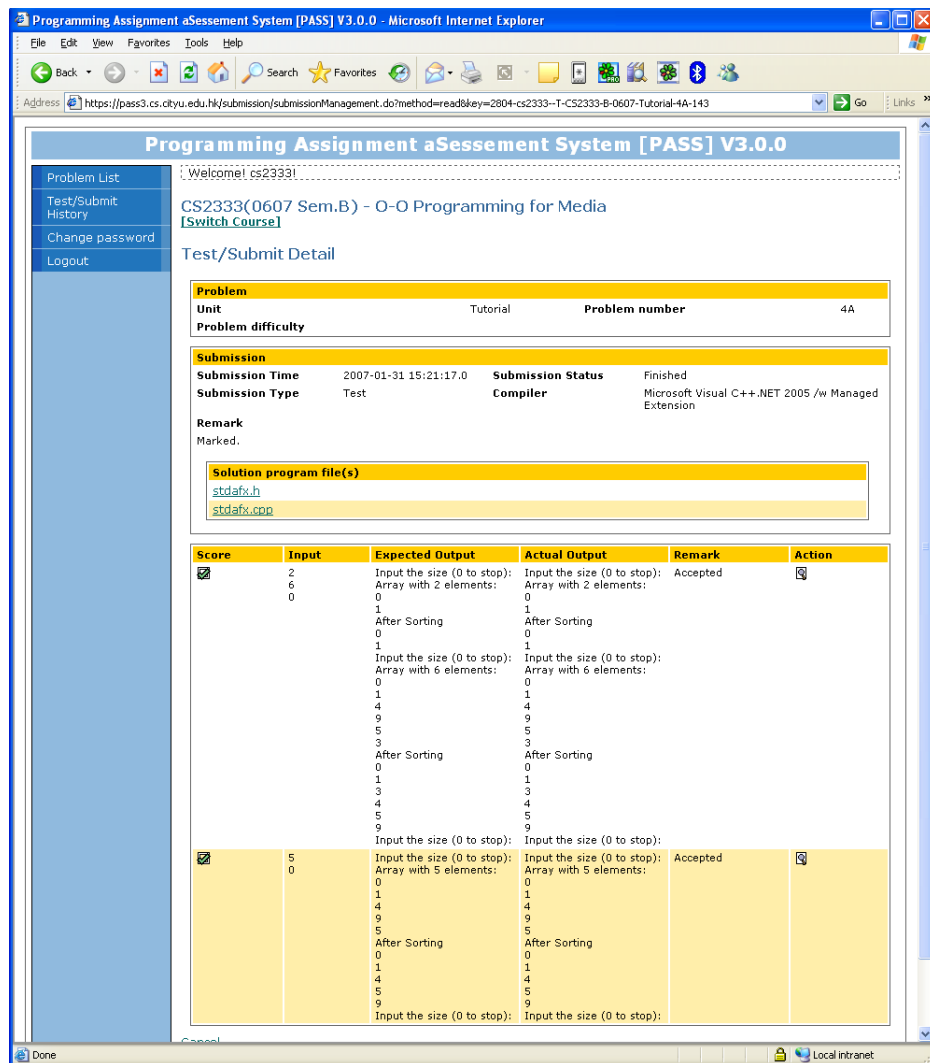 Programming Assignment aSessement System [PASS] V3.0.0 - Microsoft Internet Explorer
File Edit View Favorites Tools Help
Back Search Favorites
Address https://pass3.cs.cityu.edu.hk/submission/submissionManagement.do?method=read&key=2804-cs2333--T-CS2333-B-0607-Tutorial-4A-143 Go Links »
Programming Assignment aSessement System [PASS] V3.0.0
Problem List
Test/Submit
History
Change password
Logout
Welcome! cs2333!
CS2333(0607 Sem.B) - O-O Programming for Media
[Switch Course]
Test/Submit Detail
Problem
Unit Tutorial Problem number 4A
Problem difficulty
Submission
Submission Time 2007-01-31 15:21:17.0 Submission Status Finished
Submission Type Test Compiler Microsoft Visual C++.NET 2005 /w Managed
Extension
Remark
Marked.
Solution program file(s)
stdafx.h
stdafx.cpp
Score Input Expected Output Actual Output Remark Action
2 Input the size (0 to stop): Input the size (0 to stop): Accepted
6 Array with 2 elements: Array with 2 elements:
0 0 0
1 1
After Sorting After Sorting
0 0
1 1
Input the size (0 to stop): Input the size (0 to stop):
Array with 6 elements: Array with 6 elements:
0 0
1 1
4 4
9 9
5 5
3 3
After Sorting After Sorting
0 0
1 1
3 3
4 4
5 5
9 9
Input the size (0 to stop): Input the size (0 to stop):
5 Input the size (0 to stop): Input the size (0 to stop): Accepted
0 Array with 5 elements: Array with 5 elements:
0 0
1 1
4 4
9 9
5 5
After Sorting After Sorting
0 0
1 1
4 4
5 5
9 9
Input the size (0 to stop): Input the size (0 to stop):
Cancel
Done Local intranet